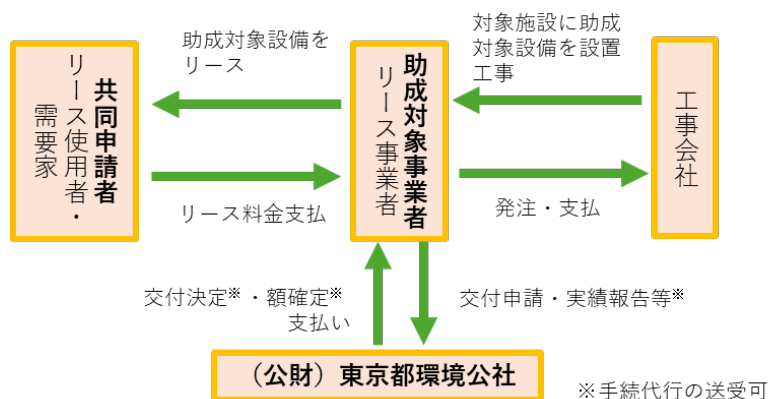 助成対象設備を
リース
対象施設に助成
対象設備を設置
工事
共同申請者
リース使用者・
需要家
助成対象事業者
リース事業者
工事会社
リース料金支払
発注・支払
交付決定※・額確定※
支払い
交付申請・実績報告等※
（公財）東京都環境公社
※手続代行の送受可